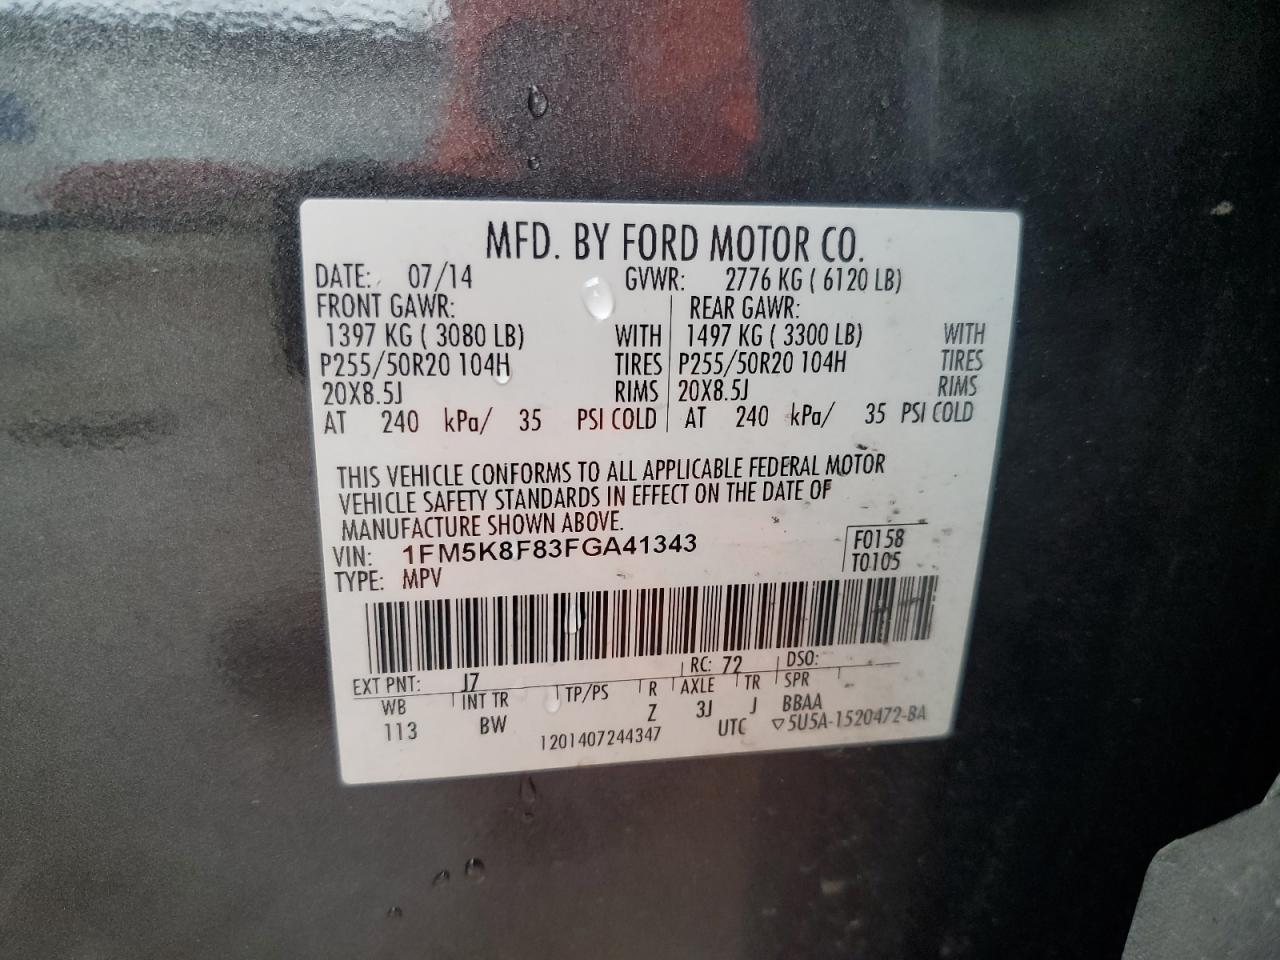 MFD. BY FORD MOTOR CO.
DATE: 07/14 GVWR: 2776 KG ( 6120 LB)
FRONT GAWR: REAR GAWR:
1397 KG ( 3080 LB) WITH 1497 KG ( 3300 LB) WITH
P255/50R20 104H TIRES P255/50R20 104H TIRES
20X8.5J RIMS 20X8.5J RIMS
AT 240 kPa/ 35 PSI COLD AT 240 kPa/ 35 PSI COLD
THIS VEHICLE CONFORMS TO ALL APPLICABLE FEDERAL MOTOR
VEHICLE SAFETY STANDARDS IN EFFECT ON THE DATE OF
MANUFACTURE SHOWN ABOVE.
VIN: 1FM5K8F83FGA41343 F0158
TYPE: MPV T0105
EXT PNT: J7 RC: 72 DSO:
WB INT TR TP/PS R AXLE TR SPR
113 BW Z 3J J BBAA
1201407244347 UTC ▽5U5A-1520472-BA